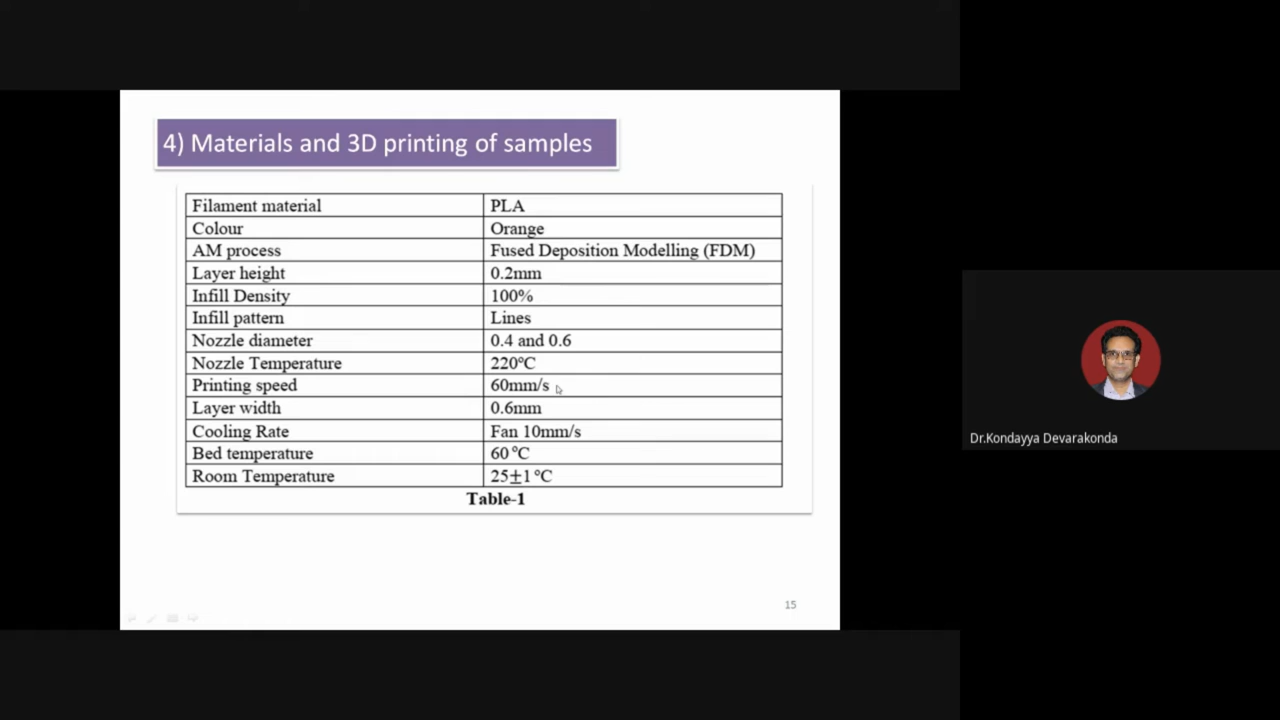 4) Materials and 3D printing of samples
Filament material PLA
Colour Orange
AM process Fused Deposition Modelling (FDM)
Layer height 0.2mm
Infill Density 100%
Infill pattern Lines
Nozzle diameter 0.4 and 0.6
Nozzle Temperature 220°C
Printing speed 60mm/s
Layer width 0.6mm
Cooling Rate Fan 10mm/s
Bed temperature 60 °C
Room Temperature 25±1 °C
Table-1
15
Dr.Kondayya Devarakonda